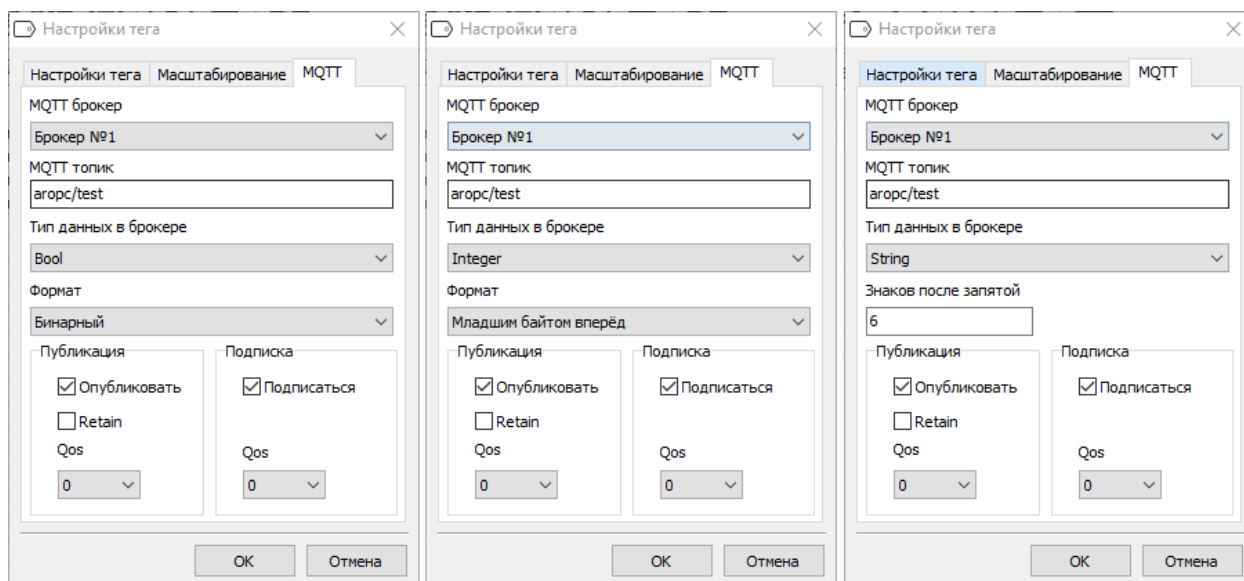 Настройки тега
Настройки тега Масштабирование MQTT
MQTT брокер
Брокер №1
MQTT топик
aropc/test
Тип данных в брокере
Bool
Формат
Бинарный
Публикация Подписка
Опубликовать Подписаться
Retain
Qos Qos
0 0
OK Отмена
Настройки тега
Настройки тега Масштабирование MQTT
MQTT брокер
Брокер №1
MQTT топик
aropc/test
Тип данных в брокере
Integer
Формат
Младшим байтом вперёд
Публикация Подписка
Опубликовать Подписаться
Retain
Qos Qos
0 0
OK Отмена
Настройки тега
Настройки тега Масштабирование MQTT
MQTT брокер
Брокер №1
MQTT топик
aropc/test
Тип данных в брокере
String
Знаков после запятой
6
Публикация Подписка
Опубликовать Подписаться
Retain
Qos Qos
0 0
OK Отмена